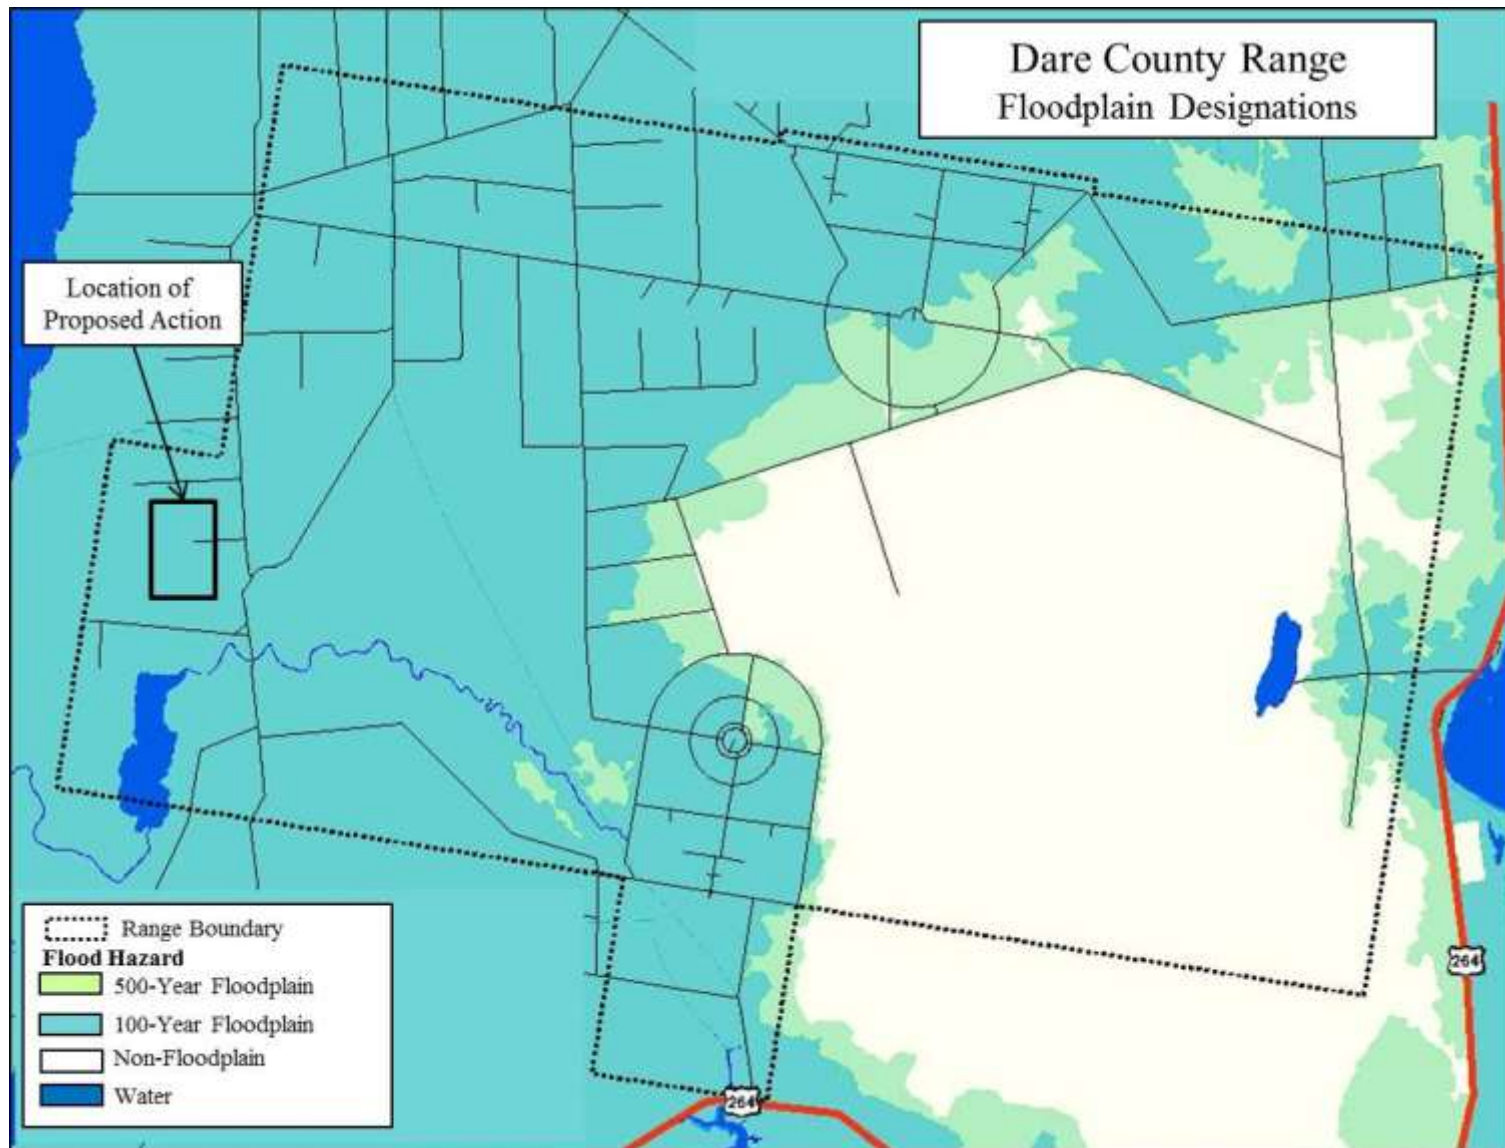 Dare County Range
Floodplain Designations
Location of
Proposed Action
Range Boundary
Flood Hazard
500-Year Floodplain
100-Year Floodplain
Non-Floodplain
Water
264
264